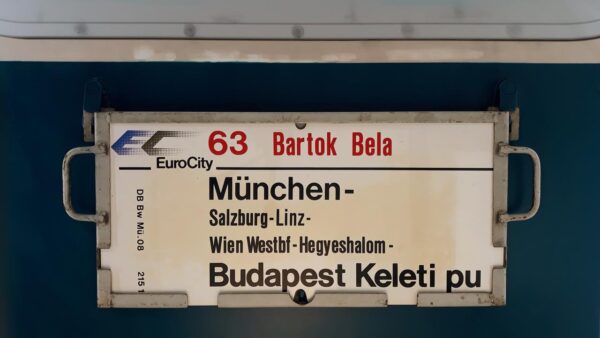 EC 63 Bartok Bela
EuroCity
München-
Salzburg-Linz-
Wien Westbf-Hegyeshalom-
Budapest Keleti pu
DB Bw Mü.08 215 1